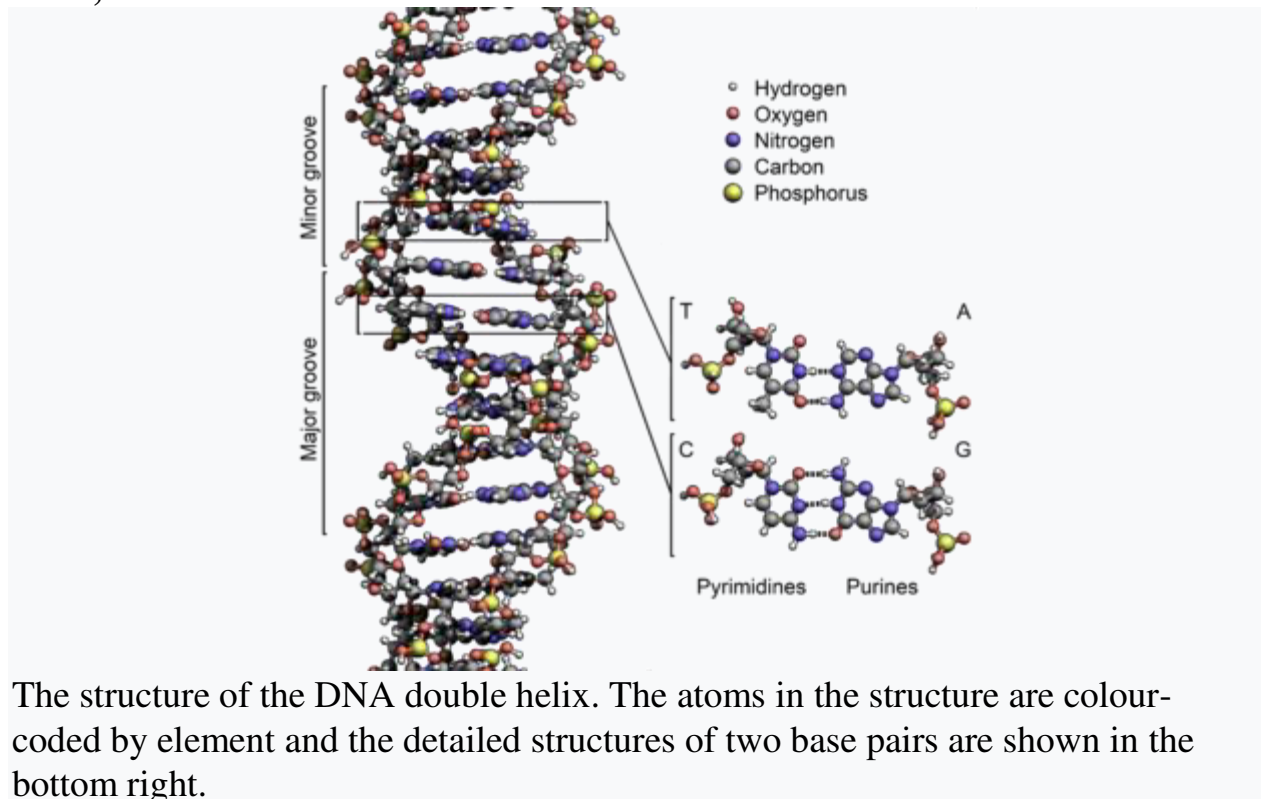 Hydrogen
Oxygen
Nitrogen
Carbon
Phosphorus
Minor groove
Major groove
T A
C G
Pyrimidines Purines
The structure of the DNA double helix. The atoms in the structure are colour-
coded by element and the detailed structures of two base pairs are shown in the
bottom right.